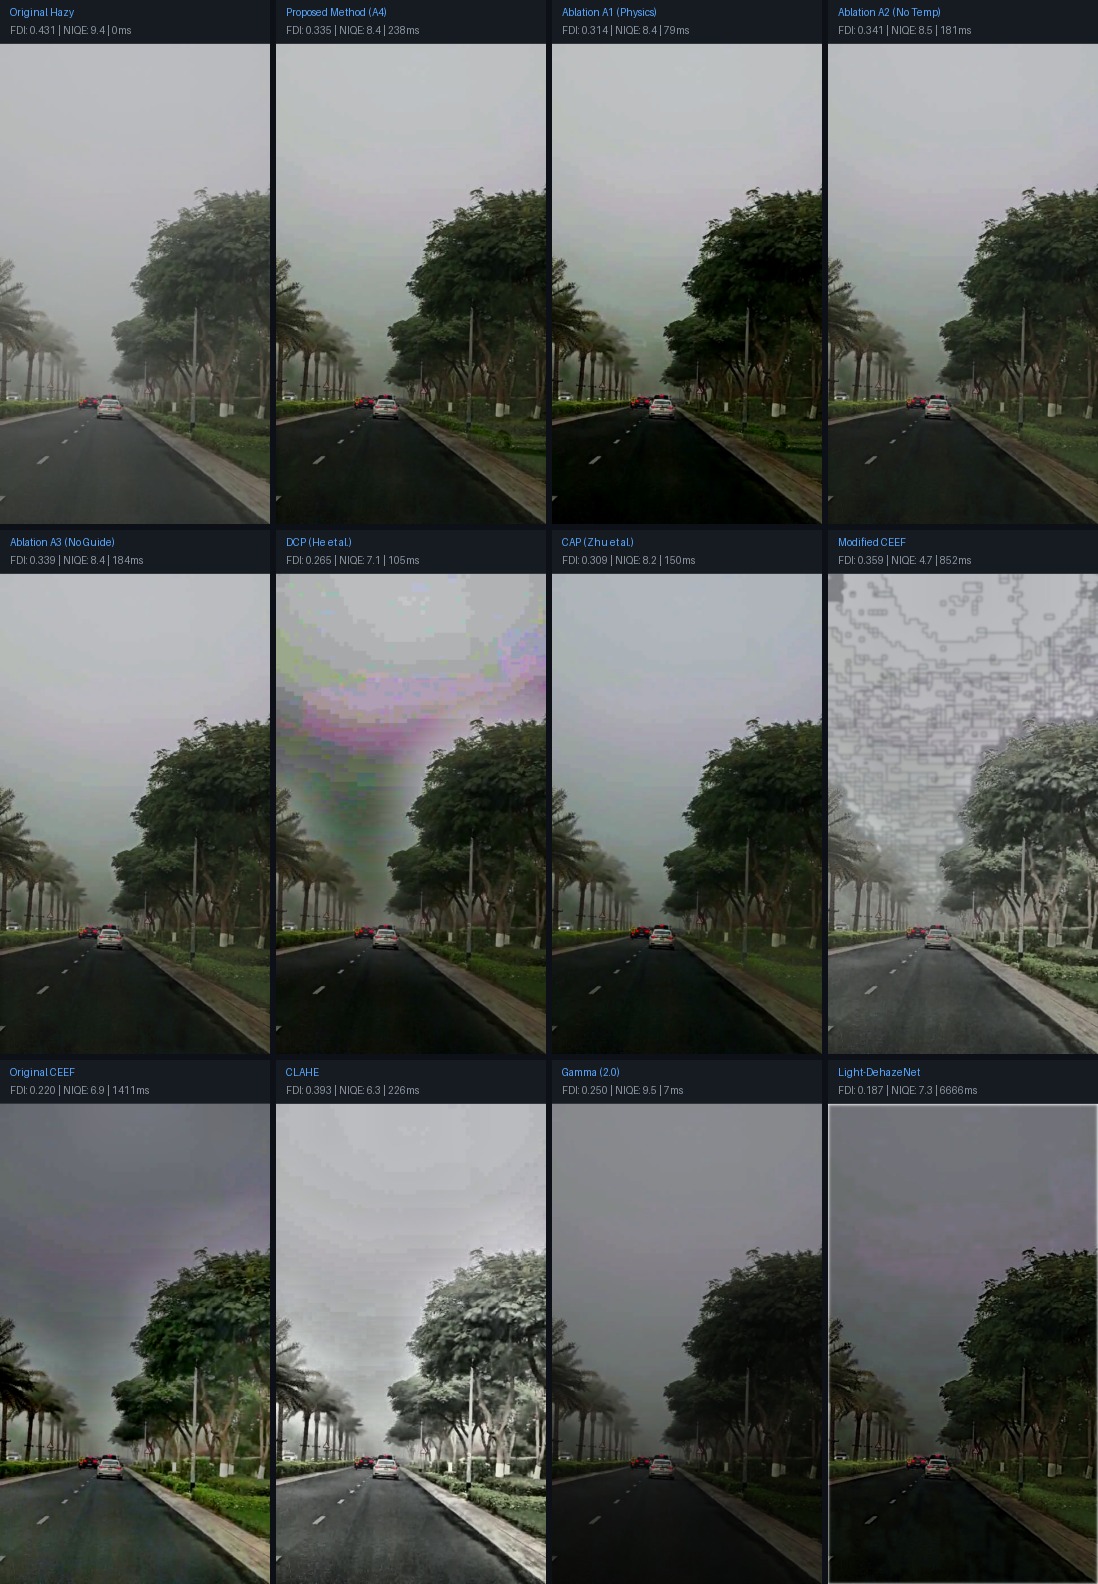 Original Hazy
FDI: 0.431 | NIQE: 9.4 | 0ms
Proposed Method (A4)
FDI: 0.335 | NIQE: 8.4 | 238ms
Ablation A1 (Physics)
FDI: 0.314 | NIQE: 8.4 | 79ms
Ablation A2 (No Temp)
FDI: 0.341 | NIQE: 8.5 | 181ms
Ablation A3 (No Guide)
FDI: 0.339 | NIQE: 8.4 | 184ms
DCP (He et al.)
FDI: 0.265 | NIQE: 7.1 | 105ms
CAP (Zhu et al.)
FDI: 0.309 | NIQE: 8.2 | 150ms
Modified CEEF
FDI: 0.359 | NIQE: 4.7 | 852ms
Original CEEF
FDI: 0.220 | NIQE: 6.9 | 1411ms
CLAHE
FDI: 0.393 | NIQE: 6.3 | 226ms
Gamma (2.0)
FDI: 0.250 | NIQE: 9.5 | 7ms
Light-DehazeNet
FDI: 0.187 | NIQE: 7.3 | 6666ms